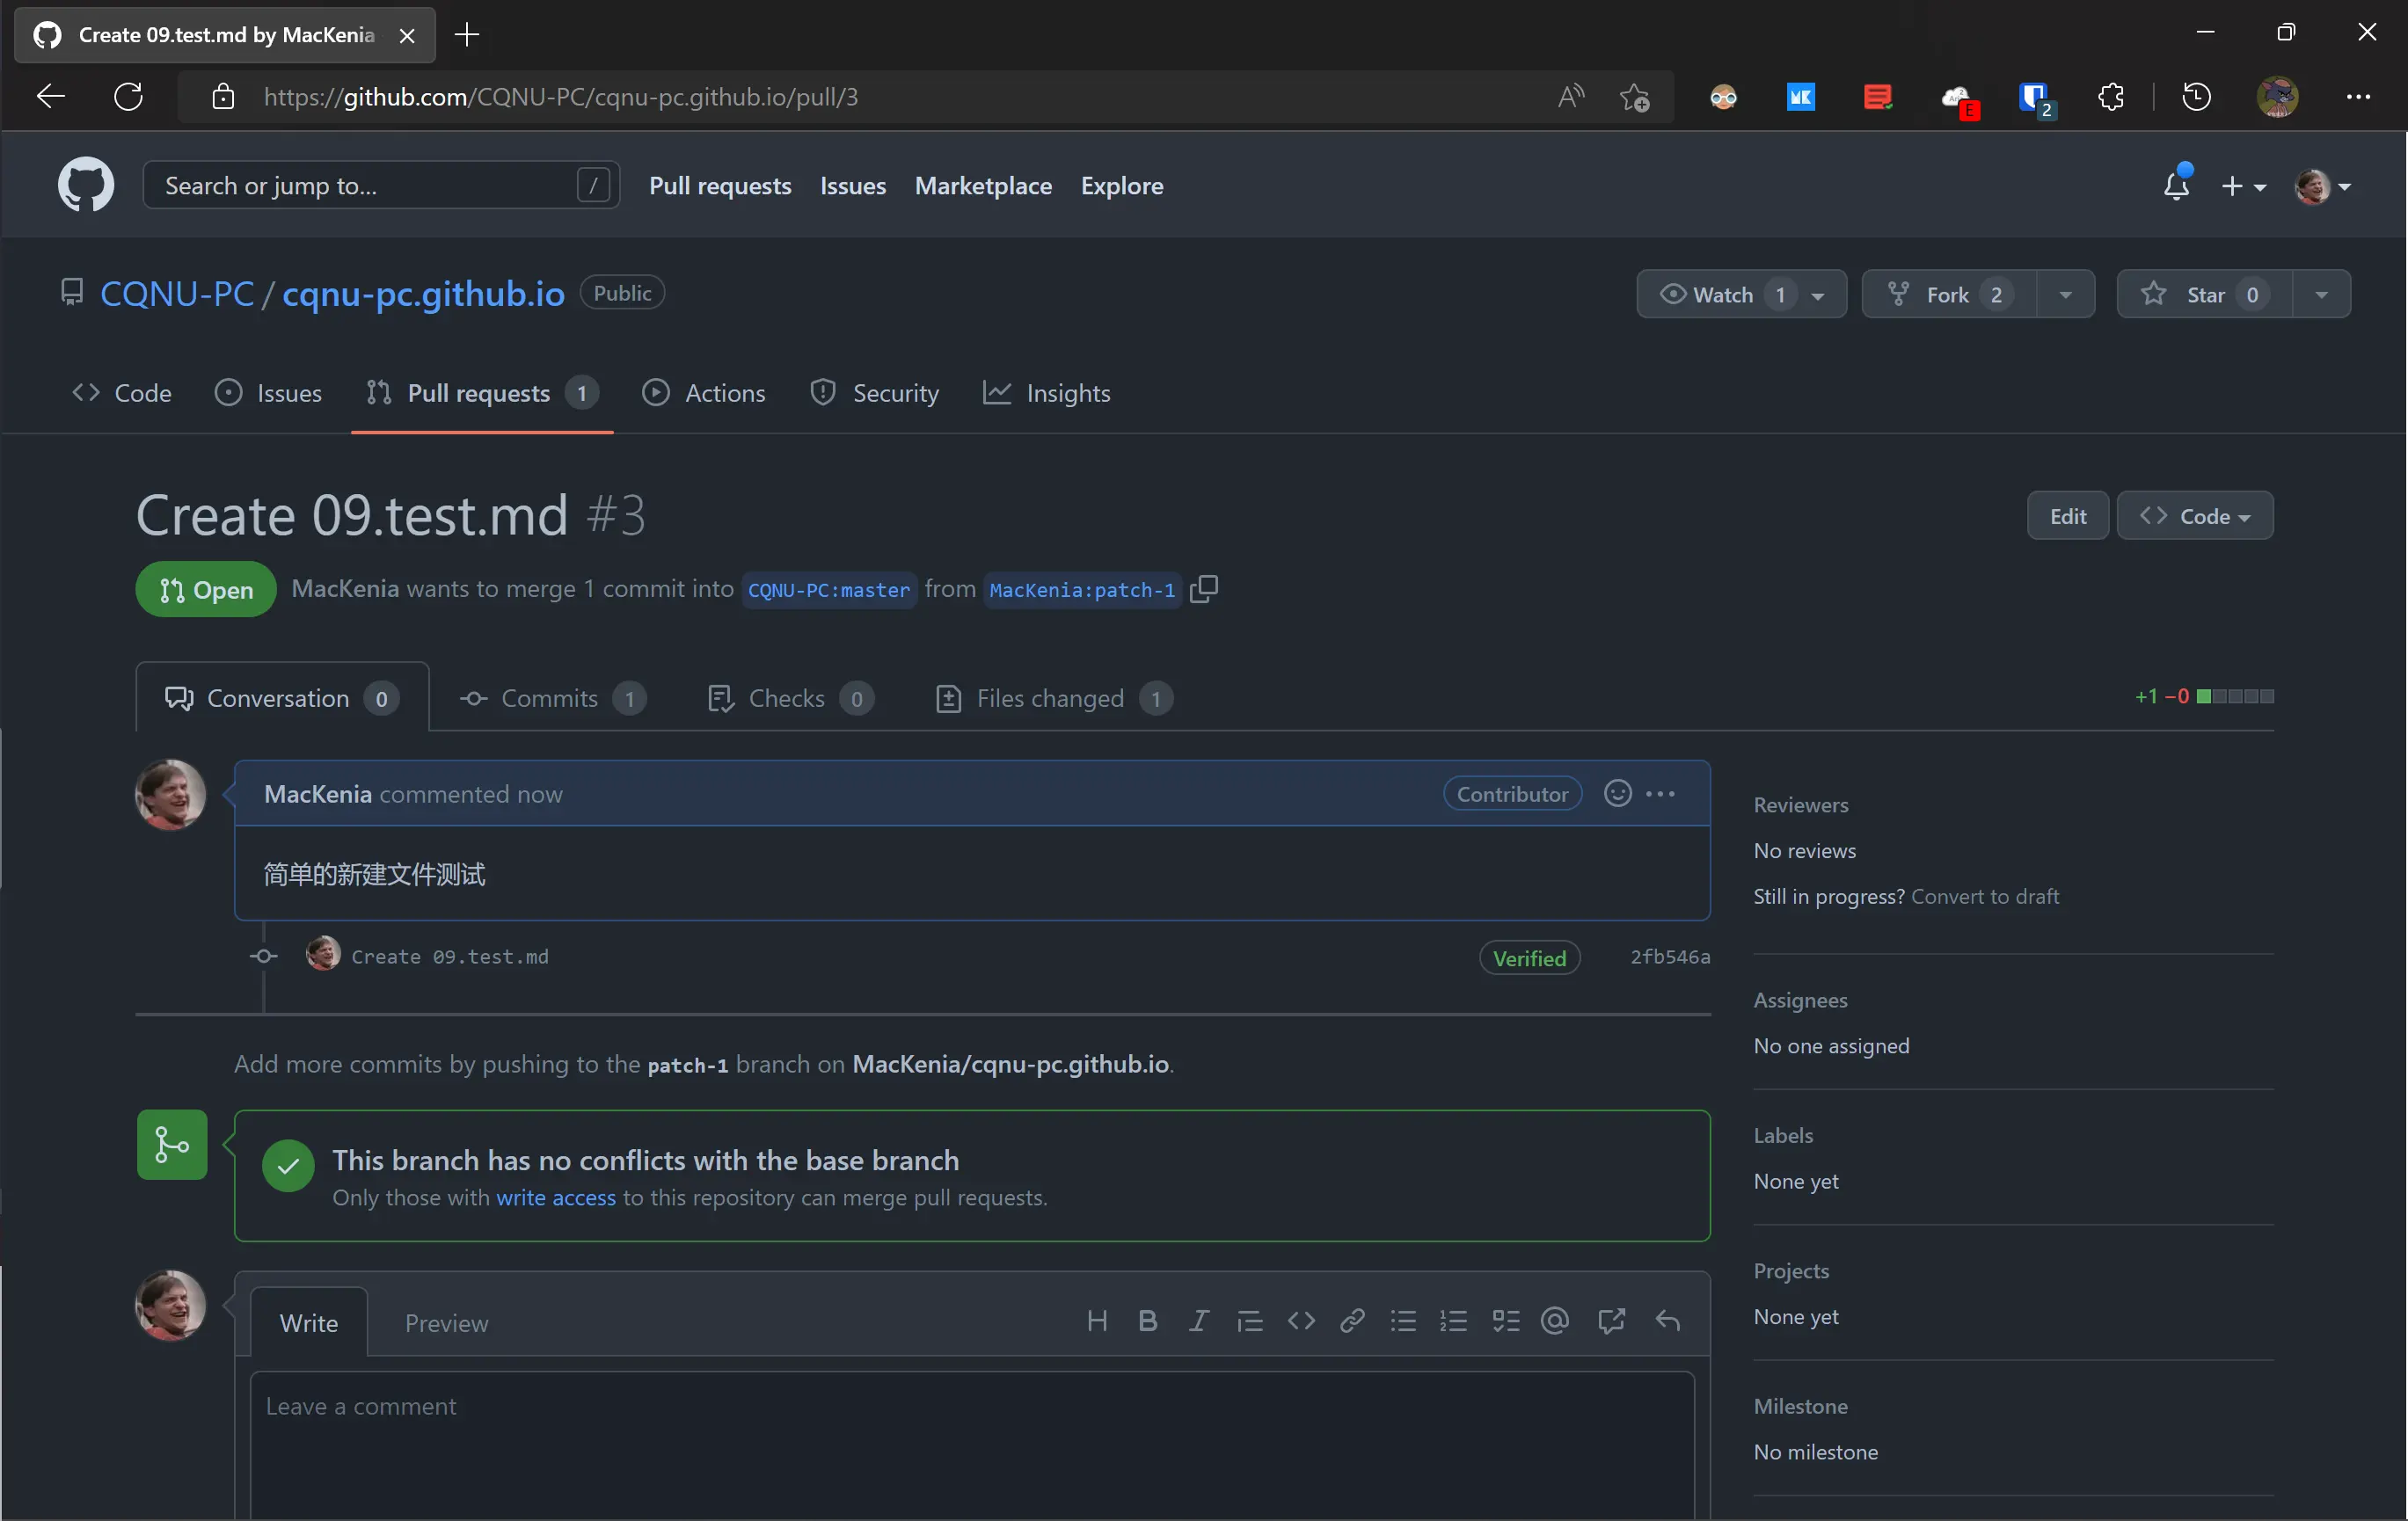 Create 09.test.md by MacKenia
https://github.com/CQNU-PC/cqnu-pc.github.io/pull/3
E
2
Search or jump to... /
Pull requests Issues Marketplace Explore
CQNU-PC / cqnu-pc.github.io Public
Watch 1 Fork 2 Star 0
Code Issues Pull requests 1 Actions Security Insights
Create 09.test.md #3
Edit Code
Open MacKenia wants to merge 1 commit into CQNU-PC:master from MacKenia:patch-1
Conversation 0 Commits 1 Checks 0 Files changed 1
+1 −0
MacKenia commented now Contributor
简单的新建文件测试
Create 09.test.md Verified 2fb546a
Add more commits by pushing to the patch-1 branch on MacKenia/cqnu-pc.github.io.
This branch has no conflicts with the base branch
Only those with write access to this repository can merge pull requests.
Write Preview
Leave a comment
Reviewers
No reviews
Still in progress? Convert to draft
Assignees
No one assigned
Labels
None yet
Projects
None yet
Milestone
No milestone